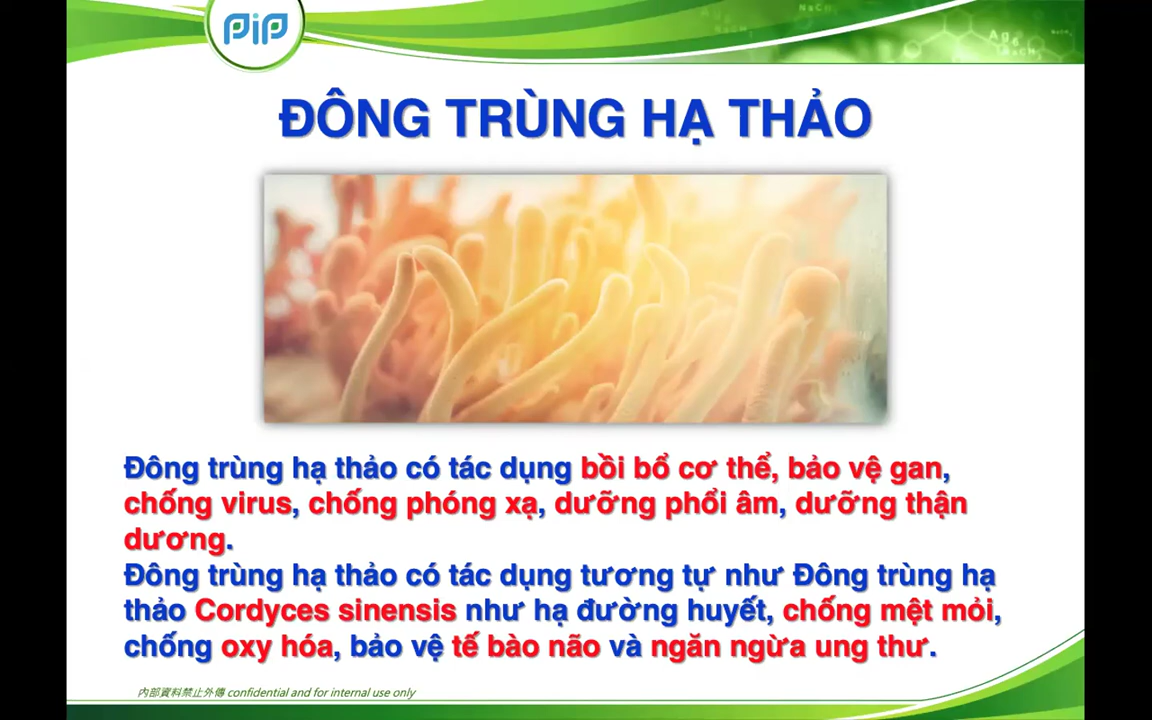 PiP
ĐÔNG TRÙNG HẠ THẢO
Đông trùng hạ thảo có tác dụng bồi bổ cơ thể, bảo vệ gan,
chống virus, chống phóng xạ, dưỡng phổi âm, dưỡng thận
dương.
Đông trùng hạ thảo có tác dụng tương tự như Đông trùng hạ
thảo Cordyces sinensis như hạ đường huyết, chống mệt mỏi,
chống oxy hóa, bảo vệ tế bào não và ngăn ngừa ung thư.
內部資料禁止外傳 confidential and for internal use only